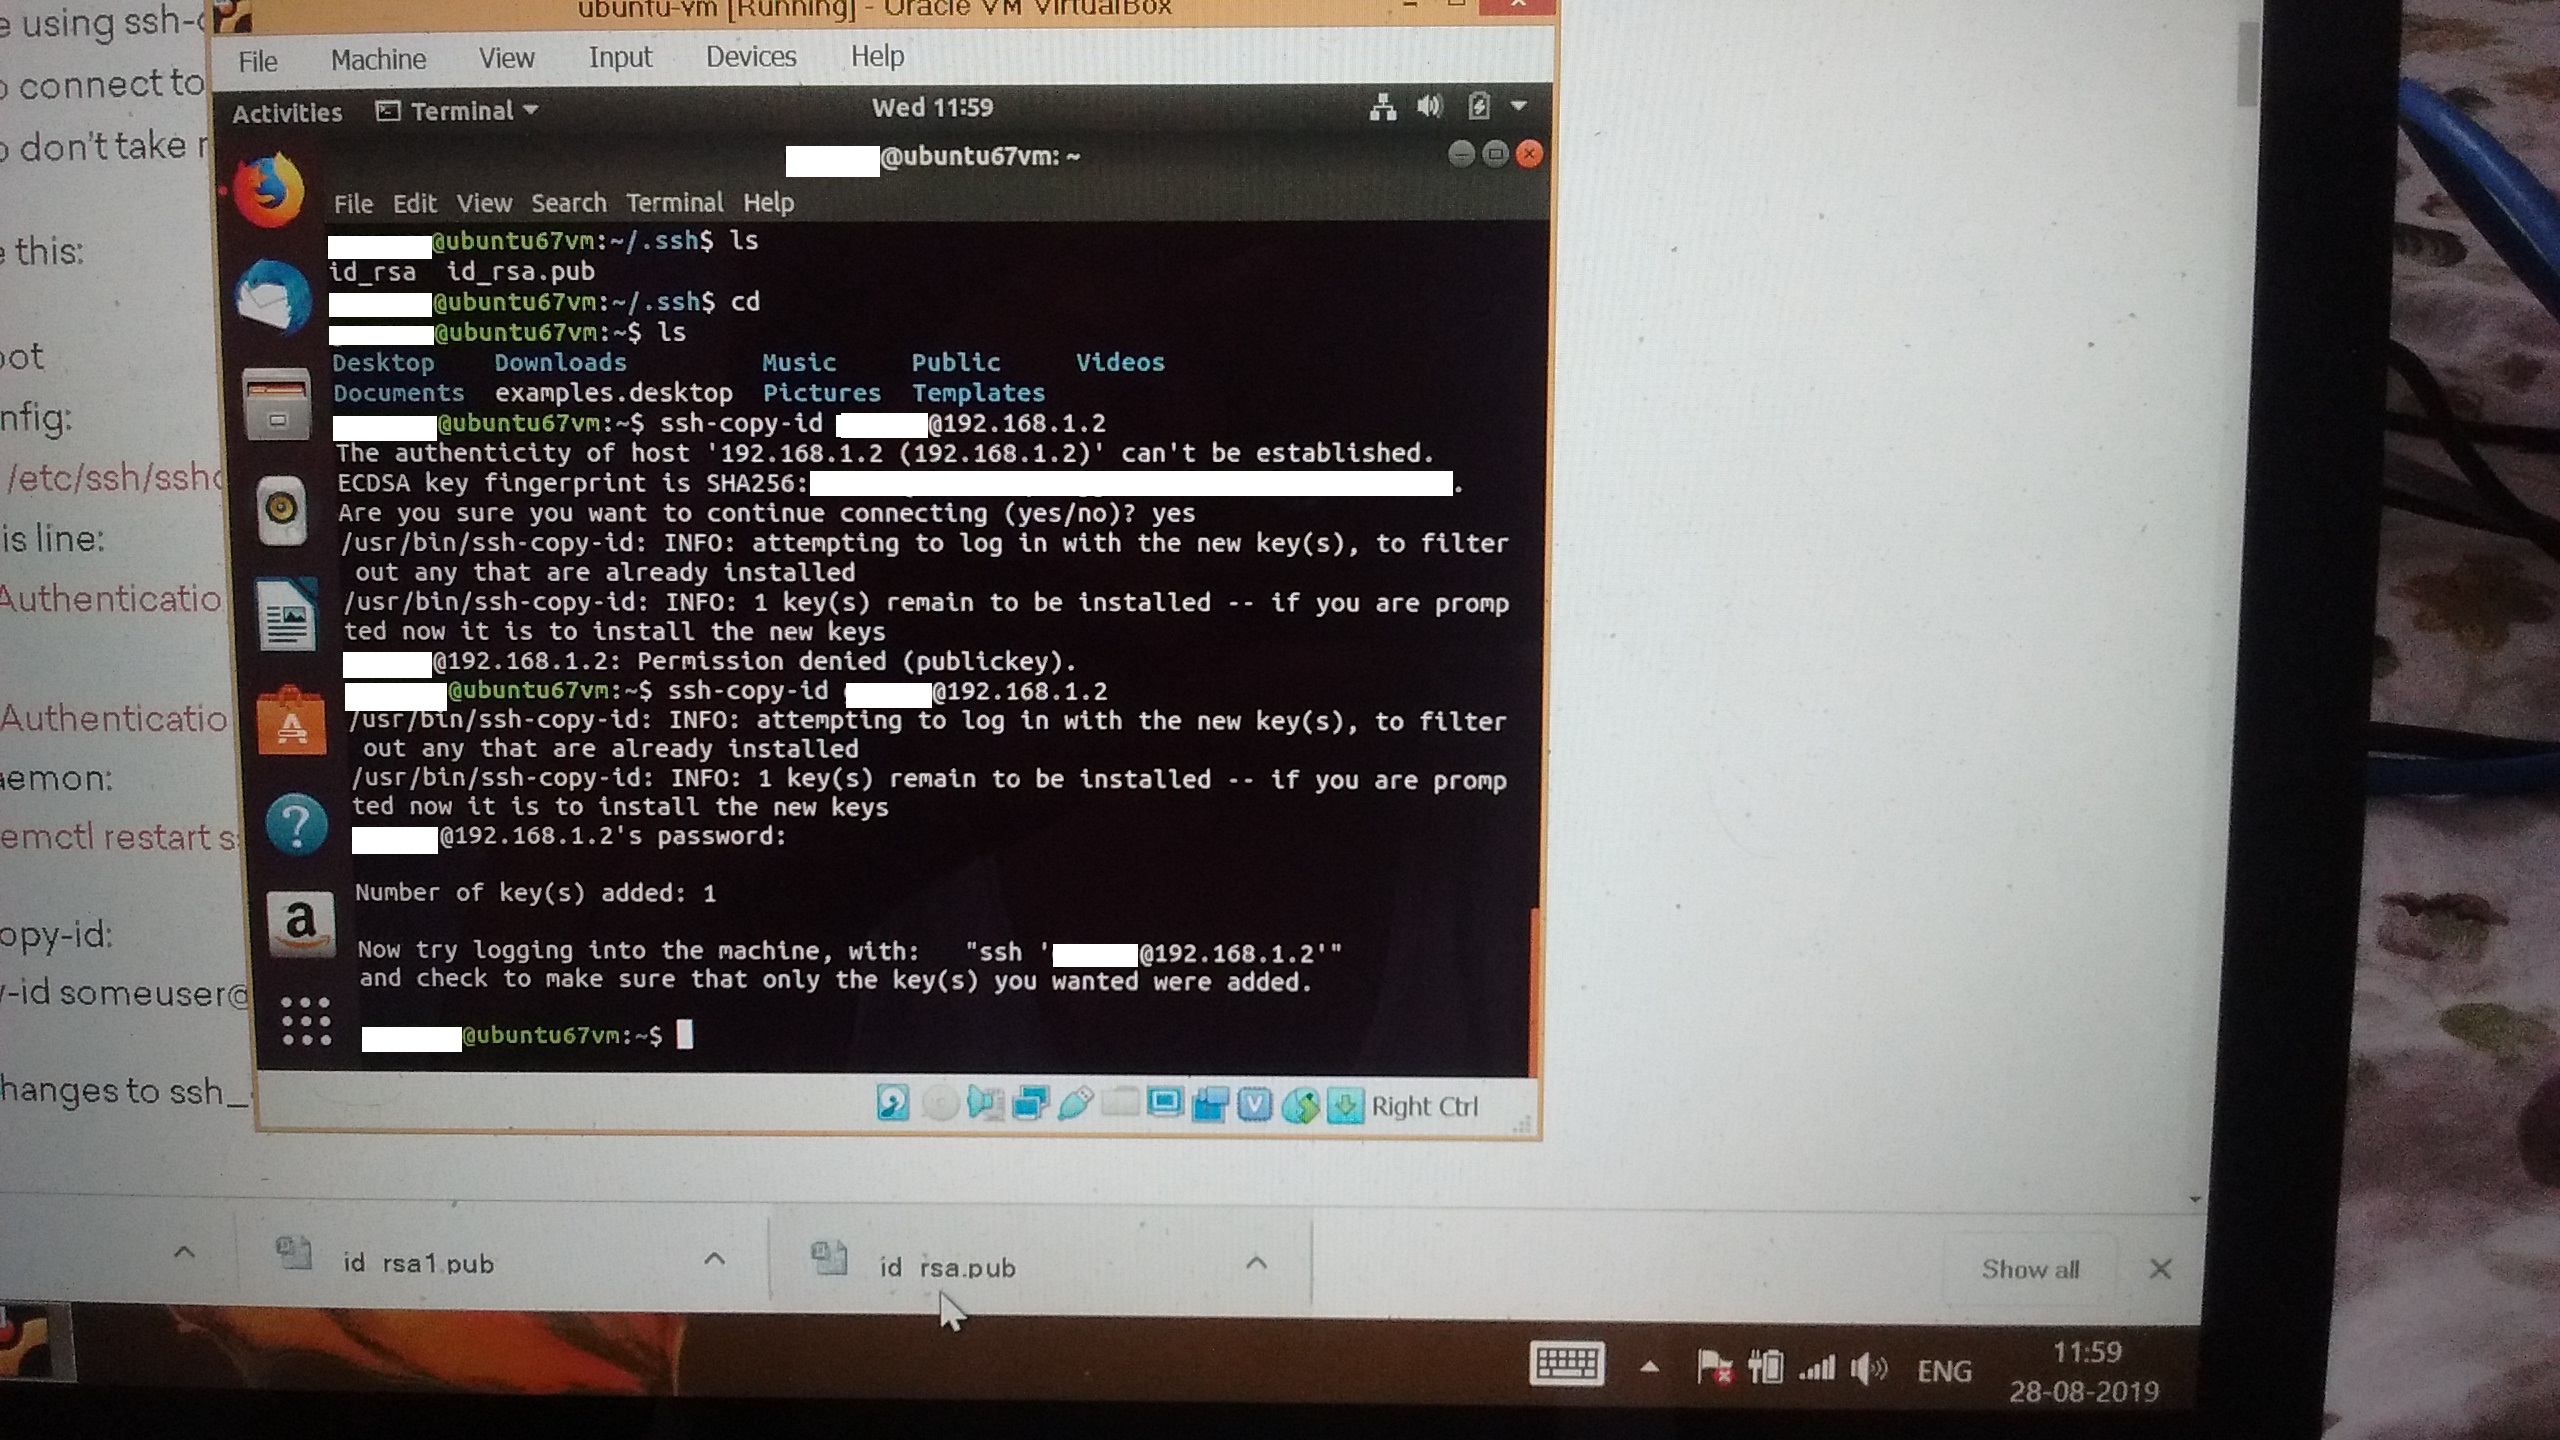 ubuntu-vm [Running] - Oracle VM VirtualBox
File Machine View Input Devices Help
Activities Terminal Wed 11:59
@ubuntu67vm: ~
File Edit View Search Terminal Help
@ubuntu67vm:~/.ssh$ ls
id_rsa id_rsa.pub
@ubuntu67vm:~/.ssh$ cd
@ubuntu67vm:~$ ls
Desktop Downloads Music Public Videos
Documents examples.desktop Pictures Templates
@ubuntu67vm:~$ ssh-copy-id @192.168.1.2
The authenticity of host '192.168.1.2 (192.168.1.2)' can't be established.
ECDSA key fingerprint is SHA256: .
Are you sure you want to continue connecting (yes/no)? yes
/usr/bin/ssh-copy-id: INFO: attempting to log in with the new key(s), to filter
out any that are already installed
/usr/bin/ssh-copy-id: INFO: 1 key(s) remain to be installed -- if you are promp
ted now it is to install the new keys
@192.168.1.2: Permission denied (publickey).
@ubuntu67vm:~$ ssh-copy-id @192.168.1.2
/usr/bin/ssh-copy-id: INFO: attempting to log in with the new key(s), to filter
out any that are already installed
/usr/bin/ssh-copy-id: INFO: 1 key(s) remain to be installed -- if you are promp
ted now it is to install the new keys
@192.168.1.2's password:
Number of key(s) added: 1
Now try logging into the machine, with: "ssh ' @192.168.1.2'"
and check to make sure that only the key(s) you wanted were added.
@ubuntu67vm:~$
Right Ctrl
e using ssh-
connect to
don't take
this:
/etc/ssh/
is line:
restart
someuser@
hanges to ssh_
id_rsa1.pub
id_rsa.pub
Show all
ENG
11:59
28-08-2019